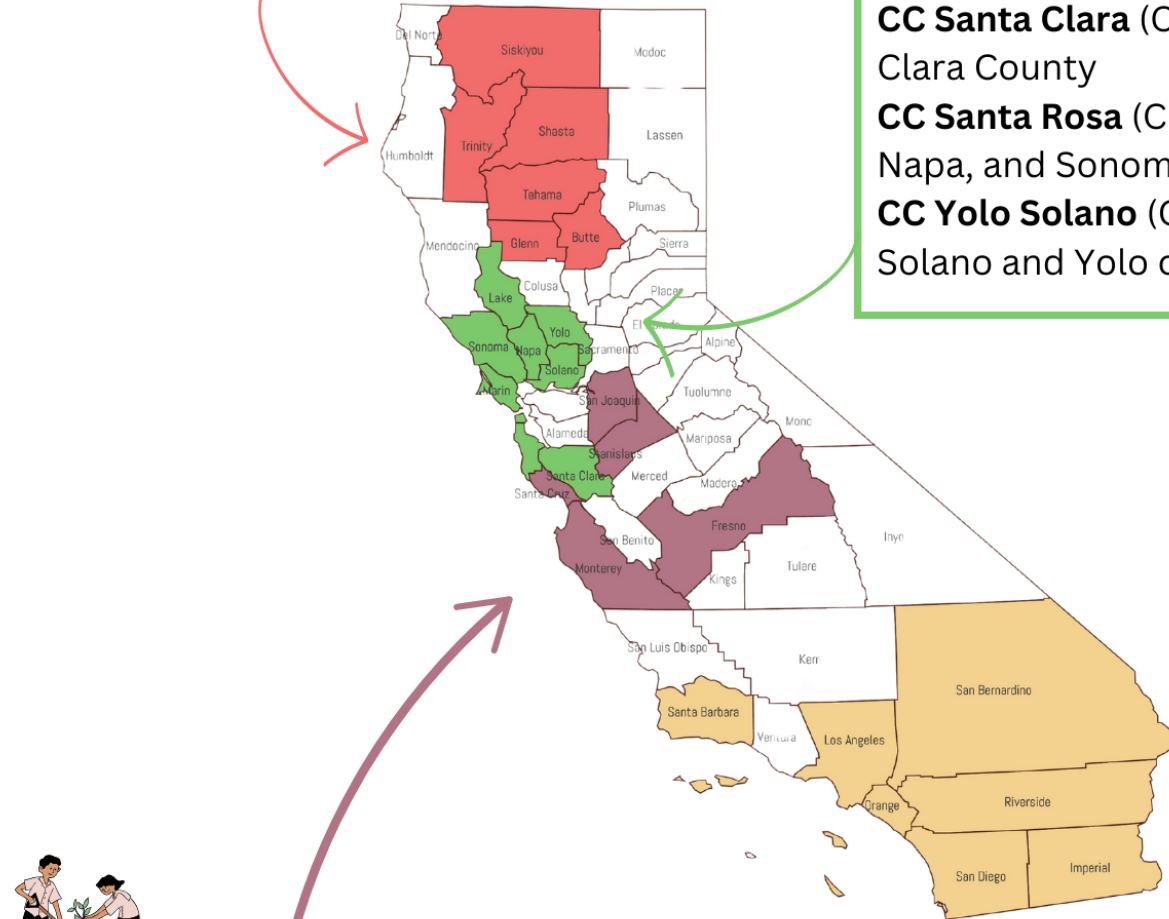 CC Santa Clara (C
Clara County
CC Santa Rosa (C
Napa, and Sonom
CC Yolo Solano (C
Solano and Yolo c
Del Norte
Siskiyou
Modoc
Humboldt
Trinity
Shasta
Lassen
Tahama
Plumas
Mendocino
Glenn
Butte
Sierra
Colusa
Lake
Placer
Yolo
El Dorado
Sonoma
Napa
Sacramento
Alpine
Solano
Marin
San Joaquin
Tuolumne
Mono
Alameda
Mariposa
Stanislaus
Santa Clara
Merced
Madera
Santa Cruz
Fresno
San Benito
Inyo
Monterey
Kings
Tulare
San Luis Obispo
Kern
San Bernardino
Santa Barbara
Ventura
Los Angeles
Orange
Riverside
San Diego
Imperial